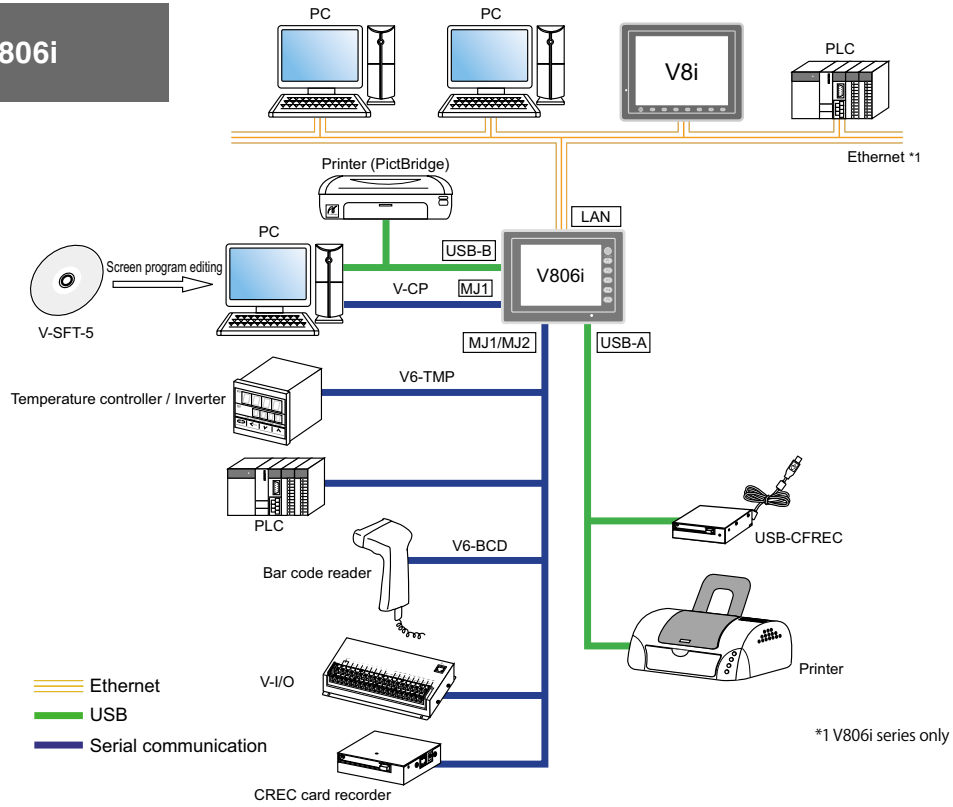 806i
PC
PC
V8i
PLC
Ethernet *1
Printer (PictBridge)
LAN
PC
USB-B
V806i
Screen program editing
V-CP
MJ1
V-SFT-5
MJ1/MJ2
USB-A
V6-TMP
Temperature controller / Inverter
PLC
USB-CFREC
V6-BCD
Bar code reader
Printer
V-I/O
Ethernet
USB
Serial communication
*1 V806i series only
CREC card recorder